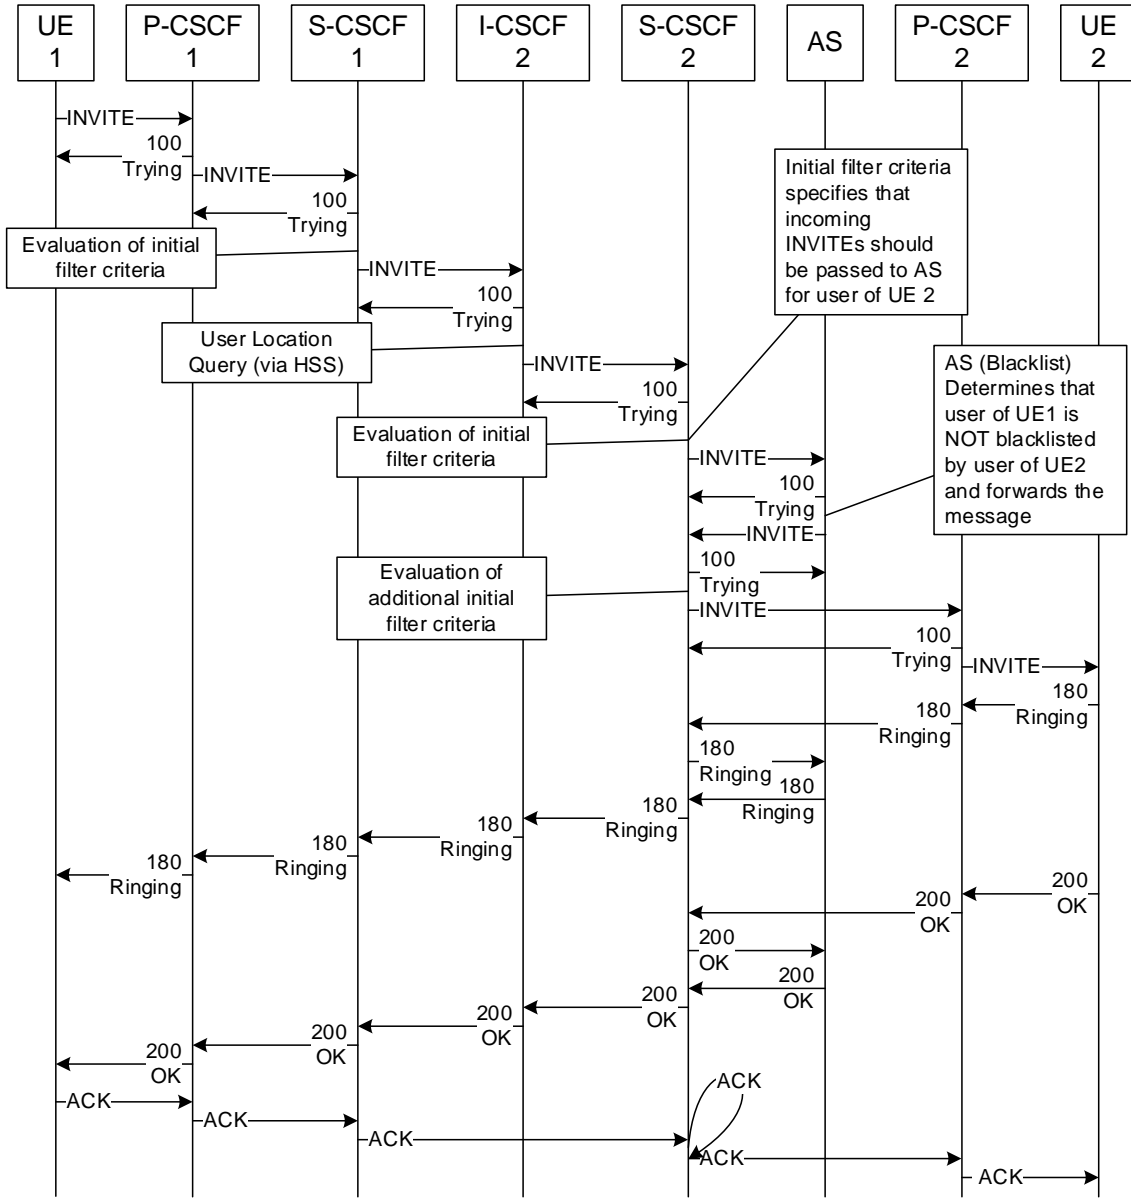 UE
1
P-CSCF
1
S-CSCF
1
I-CSCF
2
S-CSCF
2
AS
P-CSCF
2
UE
2
INVITE
100
Trying
INVITE
100
Trying
Evaluation of initial
filter criteria
INVITE
100
Trying
User Location
Query (via HSS)
INVITE
100
Trying
Initial filter criteria
specifies that
incoming
INVITEs should
be passed to AS
for user of UE 2
Evaluation of initial
filter criteria
INVITE
100
Trying
AS (Blacklist)
Determines that
user of UE1 is
NOT blacklisted
by user of UE2
and forwards the
message
INVITE
100
Trying
Evaluation of
additional initial
filter criteria
INVITE
100
Trying
INVITE
180
Ringing
180
Ringing
180
Ringing
180
Ringing
180
Ringing
180
Ringing
180
Ringing
180
Ringing
200
OK
200
OK
200
OK
200
OK
200
OK
200
OK
200
OK
200
OK
ACK
ACK
ACK
ACK
ACK
ACK